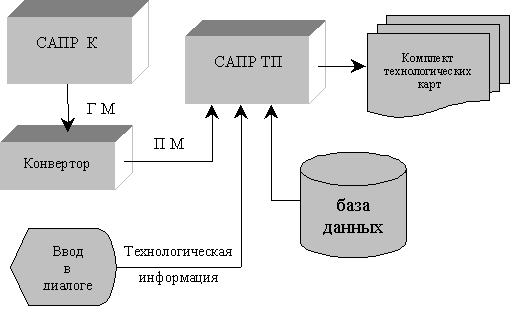 САПР К
САПР ТП
Комплект
технологических
карт
Г М
Конвертор
П М
база
данных
Ввод
в
диалоге
Технологическая
информация